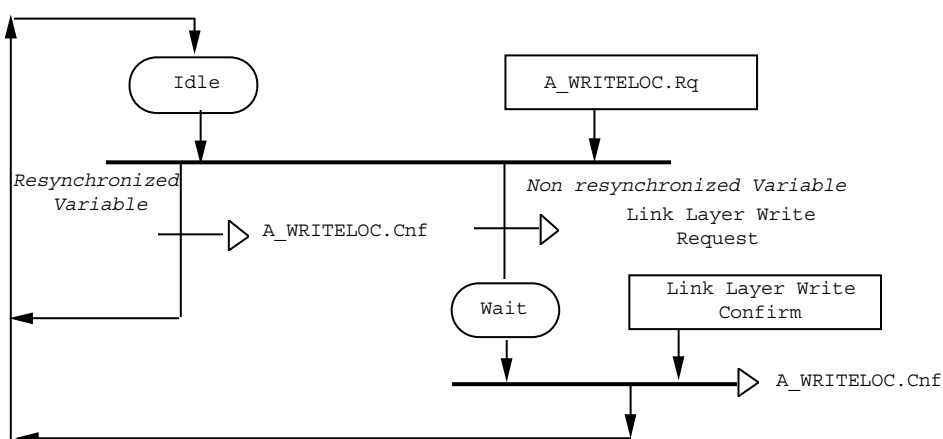 Idle
A_WRITELOC.Rq
Resynchronized
Variable
A_WRITELOC.Cnf
Non resynchronized Variable
Link Layer Write
Request
Wait
Link Layer Write
Confirm
A_WRITELOC.Cnf